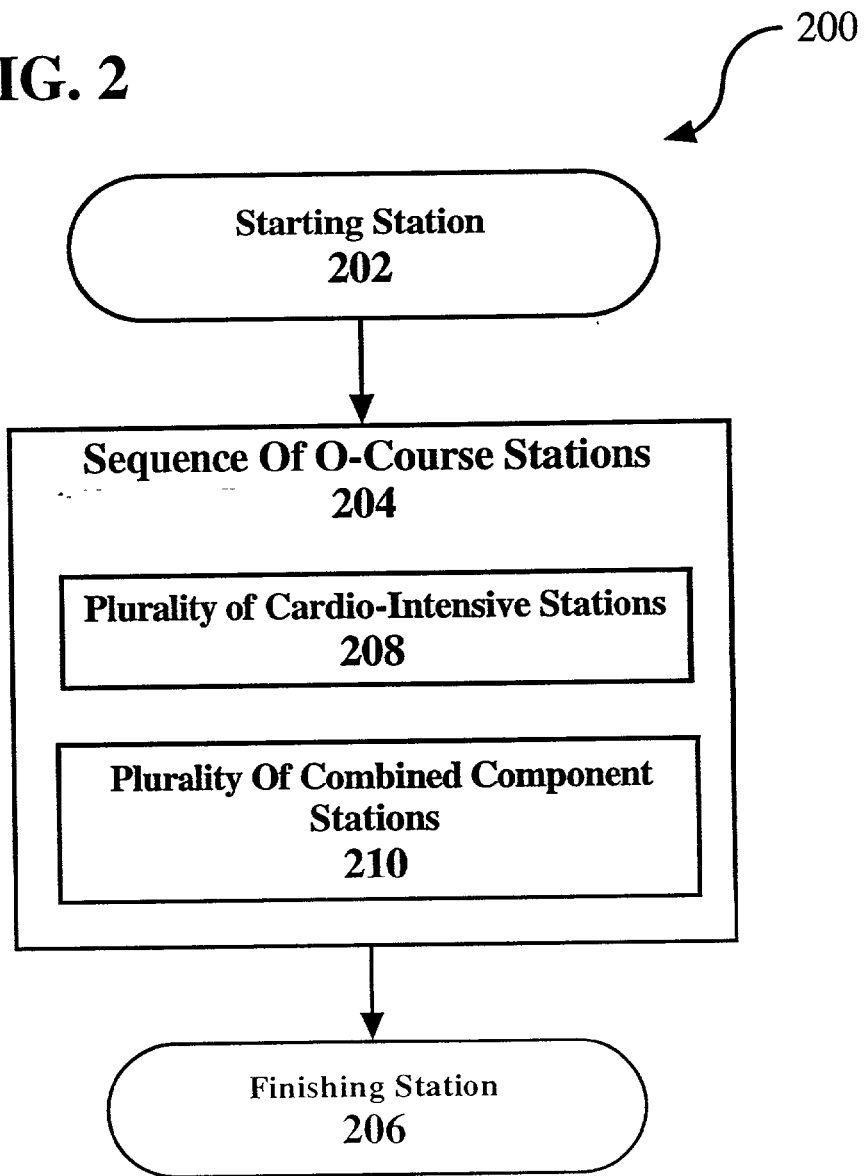 IG. 2
200
Starting Station
202
Sequence Of O-Course Stations
204
Plurality of Cardio-Intensive Stations
208
Plurality Of Combined Component
Stations
210
Finishing Station
206